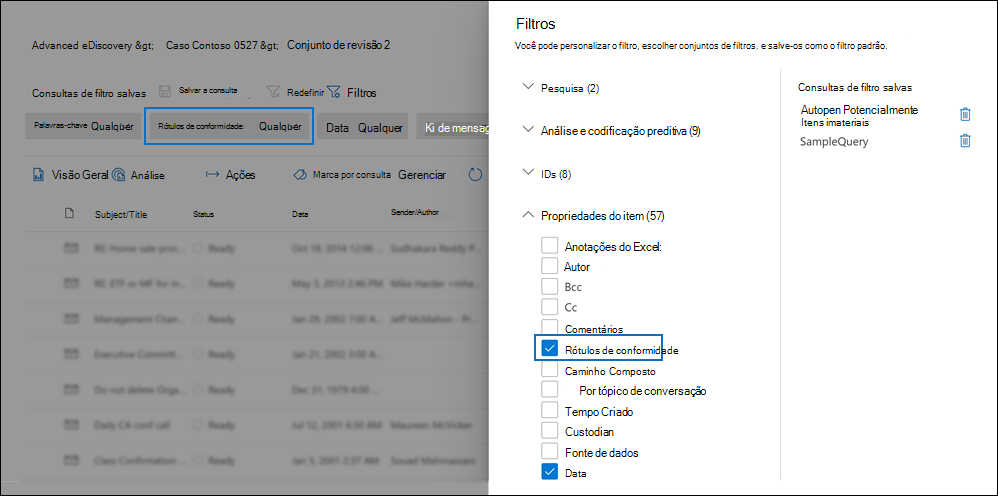 Advanced eDiscovery &gt; Caso Contoso 0527 &gt; Conjunto de revisão 2
Consultas de filtro salvas Salvar a consulta Redefinir Filtros
Palavras-chave Qualquer Rótulos de conformidade: Qualquer Data Qualquer Ki de mensag
Visão Geral Análise Ações Marca por consulta Gerenciar
Subject/Title Status Data Sender/Author
RE: Home sale proc... Ready Oct 18, 2014 12:06 ... Sudhakara Reddy P...
RE: ETF or MF for in... Ready May 3, 2013 2:46 PM Mike Harder <mha...
Management Chan... Ready Jan 29, 2002 7:00 A... Jeff McMahon - Pr...
Executive Committ... Ready Jan 21, 2002 3:00 A...
Do not delete Orga... Ready Dec 31, 1979 4:00 ...
Daily CA conf call Ready Jul 12, 2001 6:30 AM Maureen McVicker
Class Confirmation ... Ready Jan 5, 2001 2:37 AM Souad Mahmassani
Filtros
Você pode personalizar o filtro, escolher conjuntos de filtros. e salve-os como o filtro padrão.
Pesquisa (2)
Análise e codificação preditiva (9)
IDs (8)
Propriedades do item (57)
Anotações do Excel:
Autor
Bcc
Cc
Comentários
Rótulos de conformidade
Caminho Composto
Por tópico de conversação
Tempo Criado
Custodian
Fonte de dados
Data
Consultas de filtro salvas
Autopen Potencialmente
Itens imateriais
SampleQuery